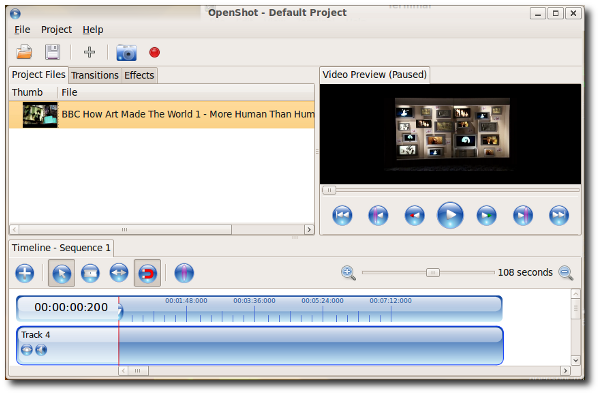 OpenShot - Default Project
File Project Help
Project Files Transitions Effects
Video Preview (Paused)
Thumb File
BBC How Art Made The World 1 - More Human Than Hum
Timeline - Sequence 1
108 seconds
00:00:00:200
00:01:48:000 00:03:36:000 00:05:24:000 00:07:12:000
Track 4